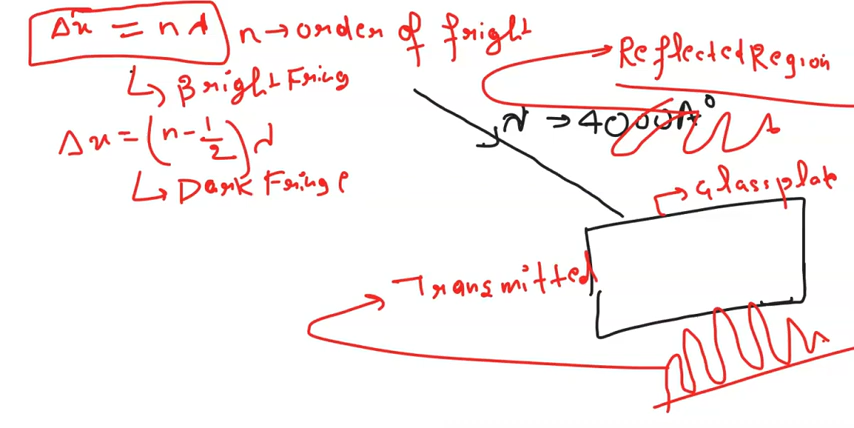 Δx = nλ n→order of fright
↳ Bright Fring
Δx = (n - 1/2) λ
↳ Dark Fringe
Reflected Region
λ → 4000A°
Glass plate
Transmitted